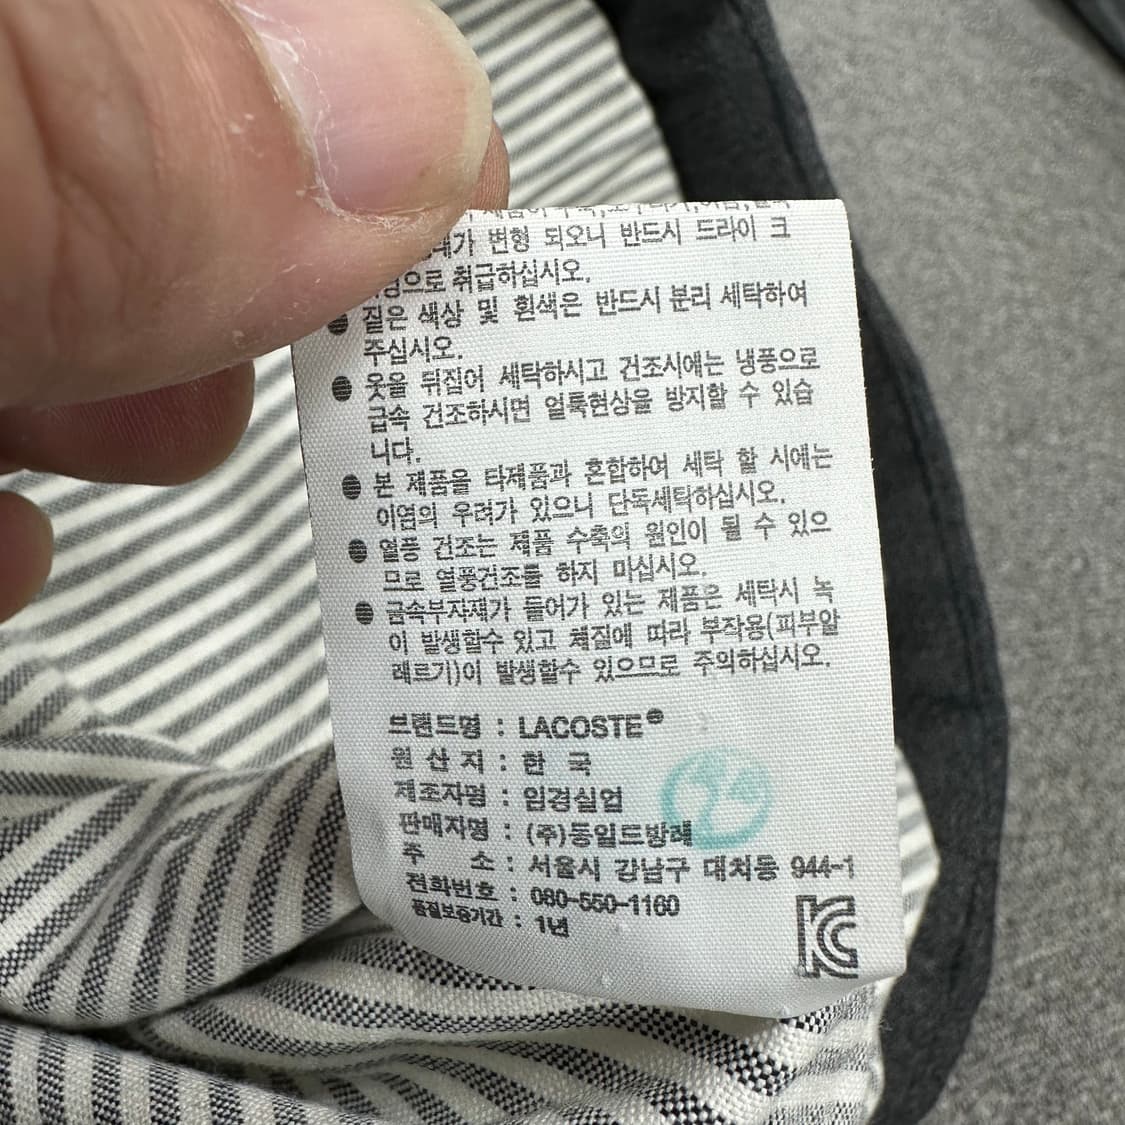 변형 되오니 반드시 드라이 크
으로 취급하십시오.
● 짙은 색상 및 흰색은 반드시 분리 세탁하여
주십시오.
● 옷을 뒤집어 세탁하시고 건조시에는 냉풍으로
급속 건조하시면 얼룩현상을 방지할 수 있습
니다.
● 본 제품을 타제품과 혼합하여 세탁 할 시에는
이염의 우려가 있으니 단독세탁하십시오.
● 열풍 건조는 제품 수축의 원인이 될 수 있으
므로 열풍건조를 하지 마십시오.
● 금속부자재가 들어가 있는 제품은 세탁시 녹
이 발생할수 있고 체질에 따라 부작용(피부알
레르기)이 발생할수 있으므로 주의하십시오.
브랜드명 : LACOSTE
원 산 지 : 한 국
제조자명 : 임경실업
판매자명 : (주)동일드방레
주 소 : 서울시 강남구 대치동 944-1
전화번호 : 080-550-1160
품질보증기간 : 1년
KC